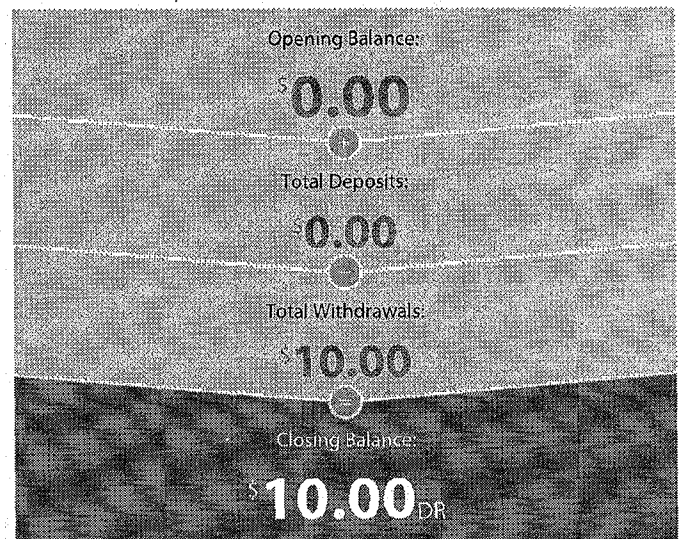 Opening Balance:
$0.00
+
Total Deposits:
$0.00
−
Total Withdrawals:
$10.00
=
Closing Balance:
$10.00DR